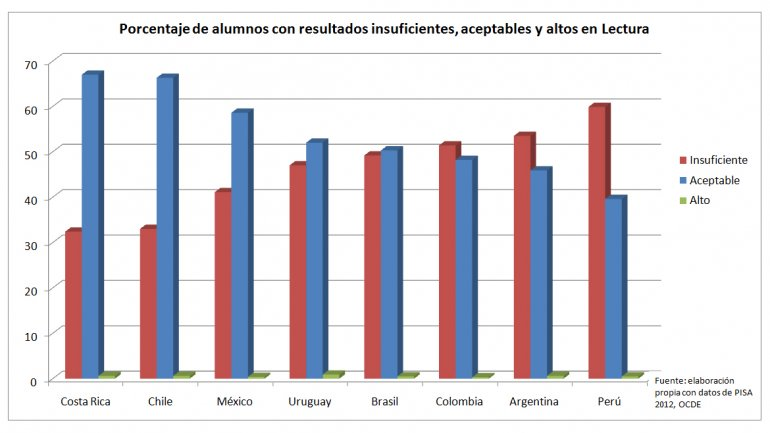 Porcentaje de alumnos con resultados insuficientes, aceptables y altos en Lectura
70
60
50
40
30
20
10
0
Insuficiente
Aceptable
Alto
Costa Rica Chile México Uruguay Brasil Colombia Argentina Perú
Fuente: elaboración
propia con datos de PISA
2012, OCDE